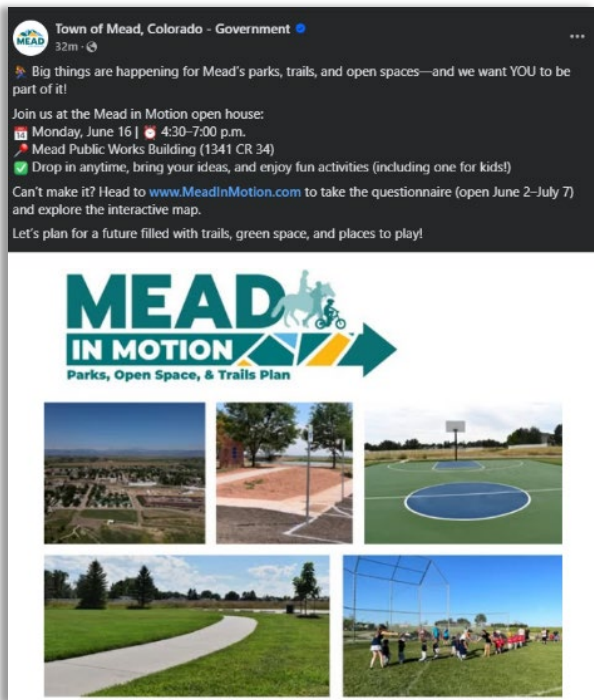 Town of Mead, Colorado - Government
32m ·
🏃 Big things are happening for Mead's parks, trails, and open spaces—and we want YOU to be
part of it!
Join us at the Mead in Motion open house:
📅 Monday, June 16 | ⏰ 4:30–7:00 p.m.
📍 Mead Public Works Building (1341 CR 34)
✅ Drop in anytime, bring your ideas, and enjoy fun activities (including one for kids!)
Can't make it? Head to www.MeadInMotion.com to take the questionnaire (open June 2–July 7)
and explore the interactive map.
Let's plan for a future filled with trails, green space, and places to play!
MEAD
IN MOTION
Parks, Open Space, & Trails Plan